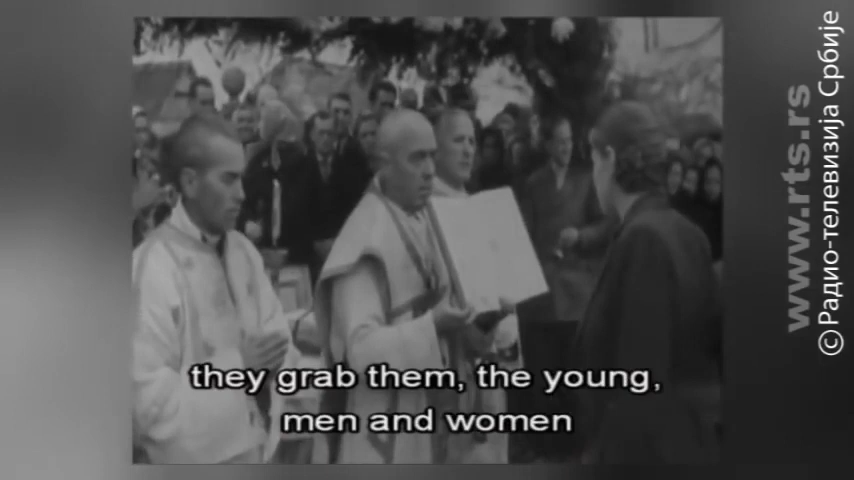 they grab them, the young,
men and women
www.rts.rs
© Радио-телевизија Србије